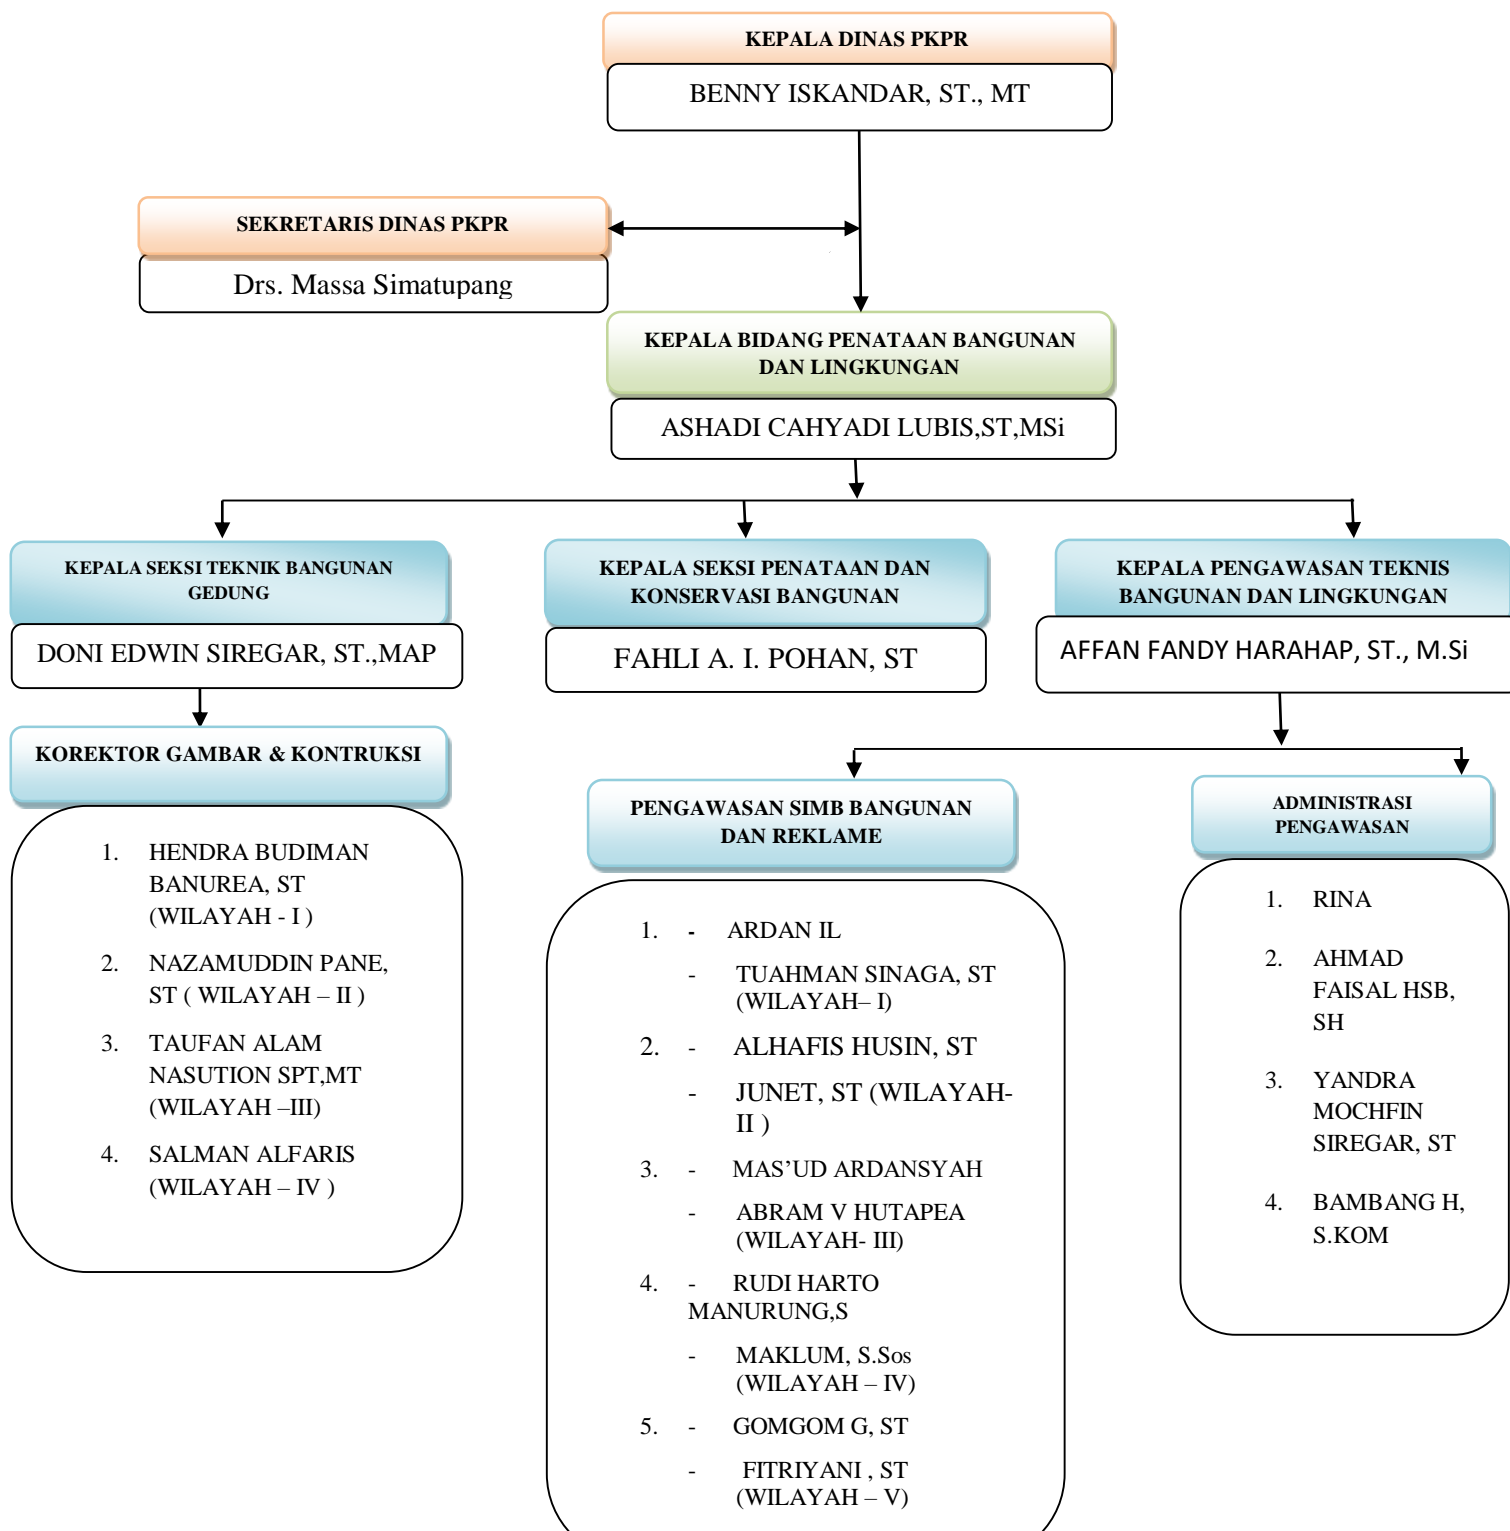 KEPALA DINAS PKPR
BENNY ISKANDAR, ST., MT
SEKRETARIS DINAS PKPR
Drs. Massa Simatupang
KEPALA BIDANG PENATAAN BANGUNAN
DAN LINGKUNGAN
ASHADI CAHYADI LUBIS,ST,MSi
KEPALA SEKSI TEKNIK BANGUNAN
GEDUNG
DONI EDWIN SIREGAR, ST.,MAP
KEPALA SEKSI PENATAAN DAN
KONSERVASI BANGUNAN
FAHLI A. I. POHAN, ST
KEPALA PENGAWASAN TEKNIS
BANGUNAN DAN LINGKUNGAN
AFFAN FANDY HARAHAP, ST., M.Si
KOREKTOR GAMBAR & KONTRUKSI
1. HENDRA BUDIMAN
BANUREA, ST
(WILAYAH - I )
2. NAZAMUDDIN PANE,
ST ( WILAYAH – II )
3. TAUFAN ALAM
NASUTION SPT,MT
(WILAYAH –III)
4. SALMAN ALFARIS
(WILAYAH – IV )
PENGAWASAN SIMB BANGUNAN
DAN REKLAME
1. - ARDAN IL
- TUAHMAN SINAGA, ST
(WILAYAH– I)
2. - ALHAFIS HUSIN, ST
- JUNET, ST (WILAYAH-
II )
3. - MAS’UD ARDANSYAH
- ABRAM V HUTAPEA
(WILAYAH- III)
4. - RUDI HARTO
MANURUNG,S
- MAKLUM, S.Sos
(WILAYAH – IV)
5. - GOMGOM G, ST
- FITRIYANI , ST
(WILAYAH – V)
ADMINISTRASI
PENGAWASAN
1. RINA
2. AHMAD
FAISAL HSB,
SH
3. YANDRA
MOCHFIN
SIREGAR, ST
4. BAMBANG H,
S.KOM